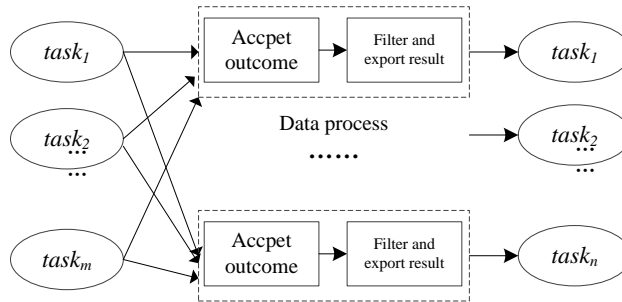 task1
Accpet
outcome
Filter and
export result
task1
task2
...
...
Data process
......
task2
...
...
taskm
Accpet
outcome
Filter and
export result
taskn